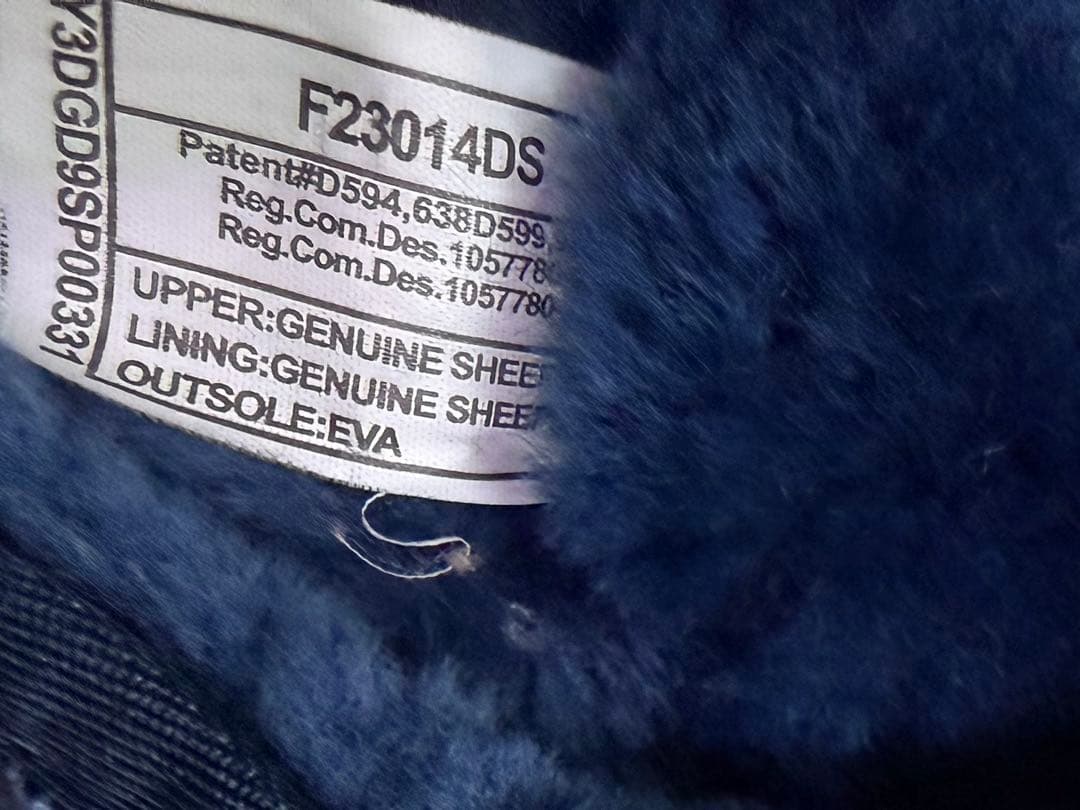 F23014DS
Patent#D594,638D599,
Reg.Com.Des.105778
Reg.Com.Des.1057780
UPPER:GENUINE SHEE
LINING:GENUINE SHEE
OUTSOLE:EVA
V3DGD9SP00331